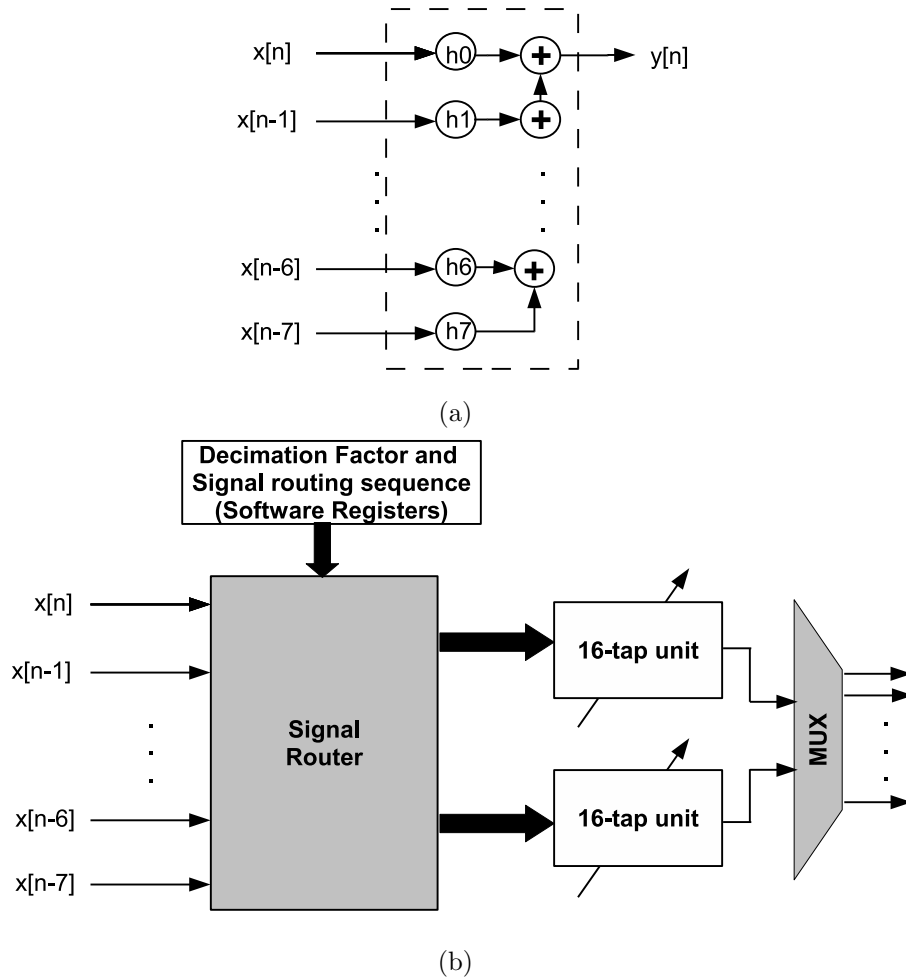 x[n]
h0
+
y[n]
x[n-1]
h1
+
x[n-6]
h6
+
x[n-7]
h7
(a)
Decimation Factor and
Signal routing sequence
(Software Registers)
x[n]
x[n-1]
x[n-6]
x[n-7]
Signal
Router
16-tap unit
16-tap unit
MUX
(b)